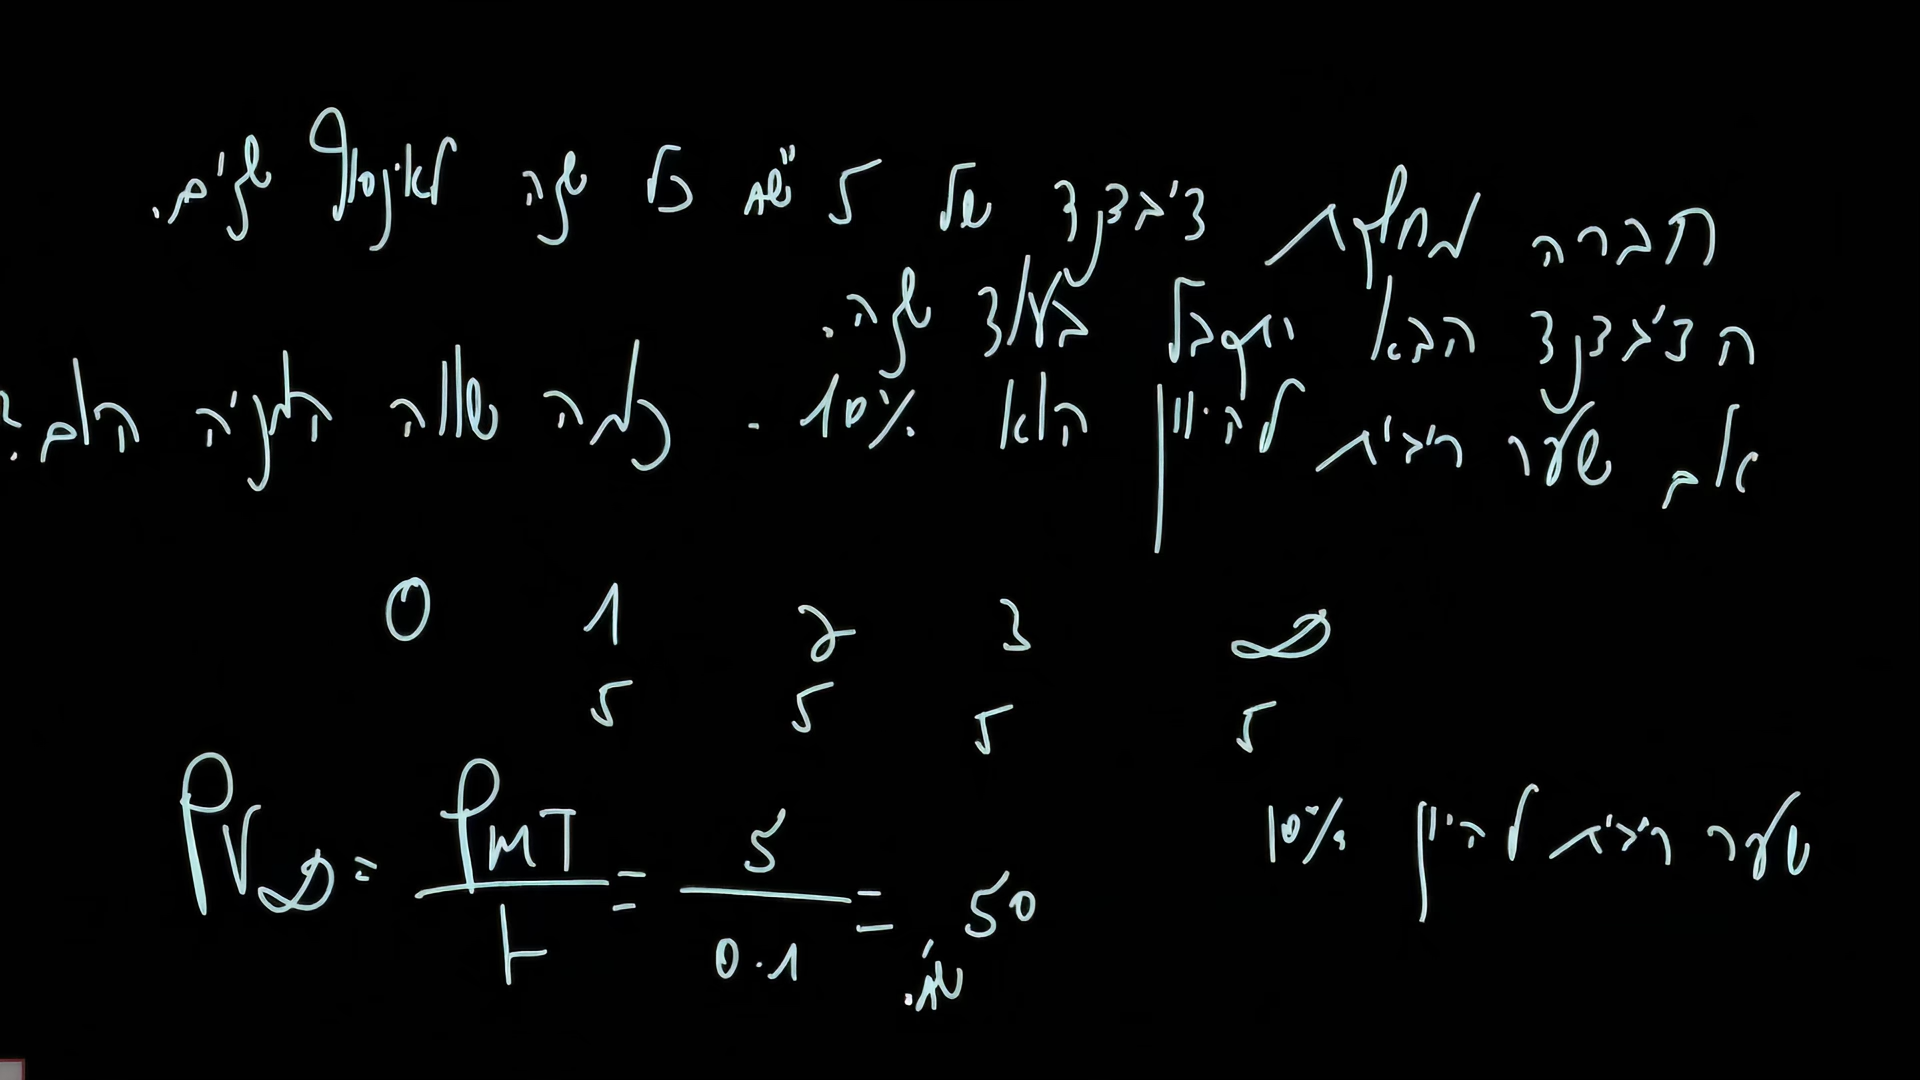 חברה מחלקת דיבידנד של 5 ש"ח כל שנה לאינסוף שנים.
הדיבידנד הבא יתקבל בעוד שנה.
אם שער ריבית להיוון הוא 10% - כמה שווה המניה היום?
0 1 2 3 ∞
5 5 5 5
PV∞ = PMT / r = 5 / 0.1 = 50 ש'ח.
שער ריבית להיוון 10%